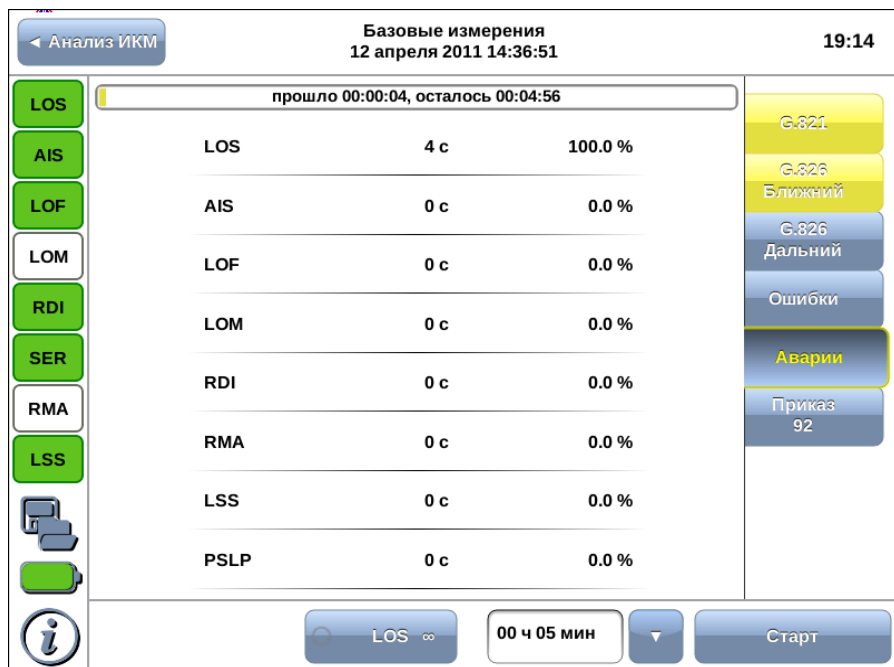 ◄ Анализ ИКМ
Базовые измерения
12 апреля 2011 14:36:51
19:14
LOS
AIS
LOF
LOM
RDI
SER
RMA
LSS
прошло 00:00:04, осталось 00:04:56
LOS 4 с 100.0 %
AIS 0 с 0.0 %
LOF 0 с 0.0 %
LOM 0 с 0.0 %
RDI 0 с 0.0 %
RMA 0 с 0.0 %
LSS 0 с 0.0 %
PSLP 0 с 0.0 %
G.821
G.826
Ближний
G.826
Дальний
Ошибки
Аварии
Приказ
92
i
LOS ∞
00 ч 05 мин
▼
Старт